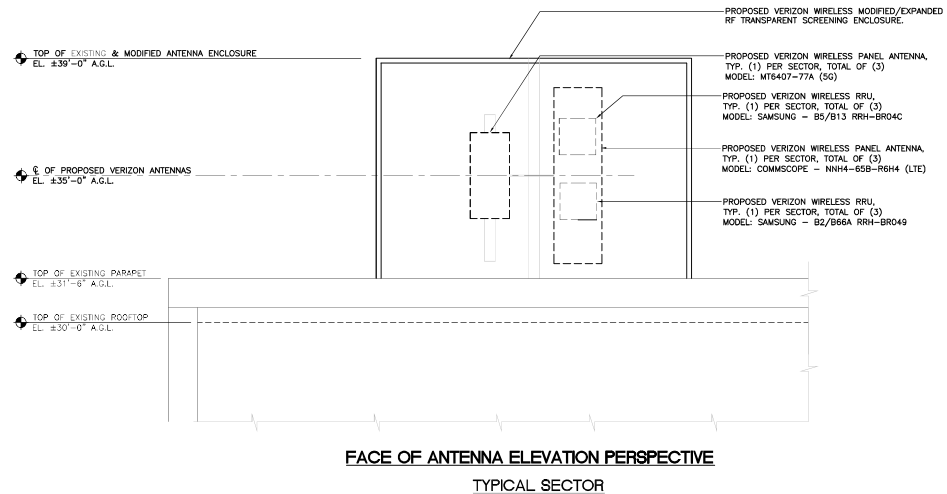 PROPOSED VERIZON WIRELESS MODIFIED/EXPANDED
RF TRANSPARENT SCREENING ENCLOSURE.
TOP OF EXISTING & MODIFIED ANTENNA ENCLOSURE
EL. ±39'-0" A.G.L.
PROPOSED VERIZON WIRELESS PANEL ANTENNA,
TYP. (1) PER SECTOR, TOTAL OF (3)
MODEL: MT6407-77A (5G)
PROPOSED VERIZON WIRELESS RRU,
TYP. (1) PER SECTOR, TOTAL OF (3)
MODEL: SAMSUNG - B5/B13 RRH-BR04C
PROPOSED VERIZON WIRELESS PANEL ANTENNA,
TYP. (1) PER SECTOR, TOTAL OF (3)
MODEL: COMMSCOPE - NNH4-65B-R6H4 (LTE)
℄ OF PROPOSED VERIZON ANTENNAS
EL. ±35'-0" A.G.L.
PROPOSED VERIZON WIRELESS RRU,
TYP. (1) PER SECTOR, TOTAL OF (3)
MODEL: SAMSUNG - B2/B66A RRH-BR049
TOP OF EXISTING PARAPET
EL. ±31'-6" A.G.L.
TOP OF EXISTING ROOFTOP
EL. ±30'-0" A.G.L.
FACE OF ANTENNA ELEVATION PERSPECTIVE
TYPICAL SECTOR